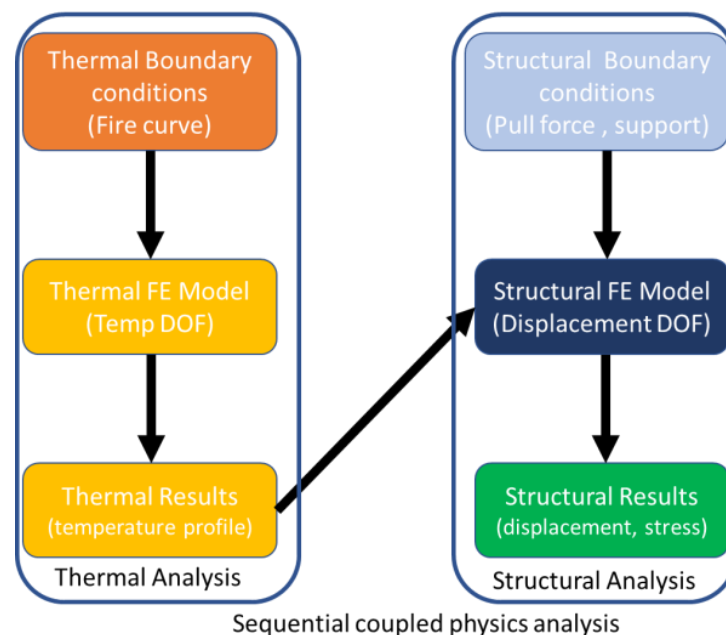 Thermal Boundary
conditions
(Fire curve)
Thermal FE Model
(Temp DOF)
Thermal Results
(temperature profile)
Thermal Analysis
Structural Boundary
conditions
(Pull force , support)
Structural FE Model
(Displacement DOF)
Structural Results
(displacement, stress)
Structural Analysis
Sequential coupled physics analysis